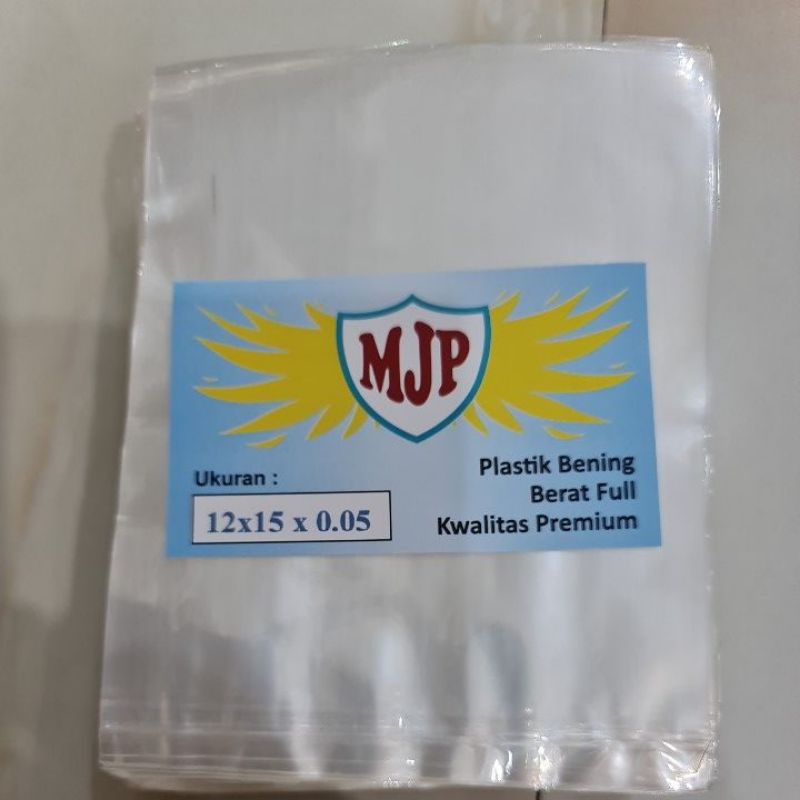 MJP
Ukuran :
12x15 x 0.05
Plastik Bening
Berat Full
Kwalitas Premium